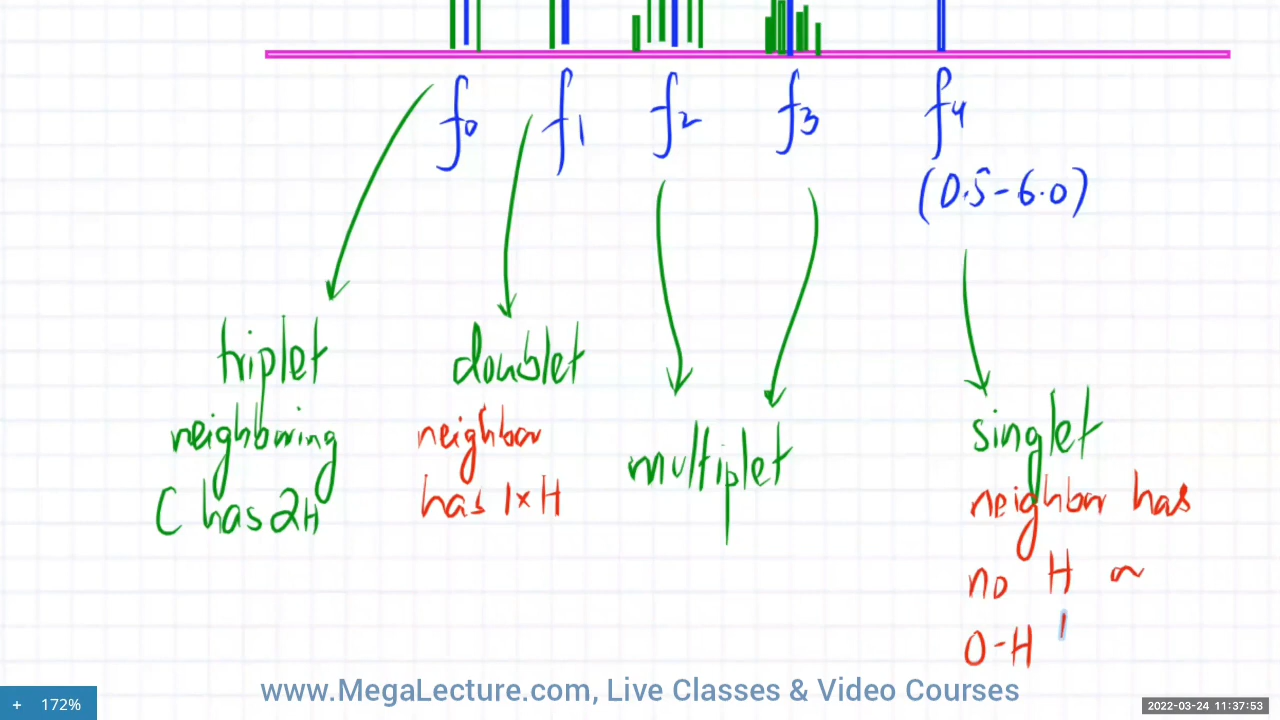 f0 f1 f2 f3 f4
(0.5-6.0)
triplet doublet multiplet singlet
neighboring neighbor neighbor has
C has 2H has 1×H no H or
O-H
www.MegaLecture.com, Live Classes & Video Courses
+ 172%
2022-03-24 11:37:53